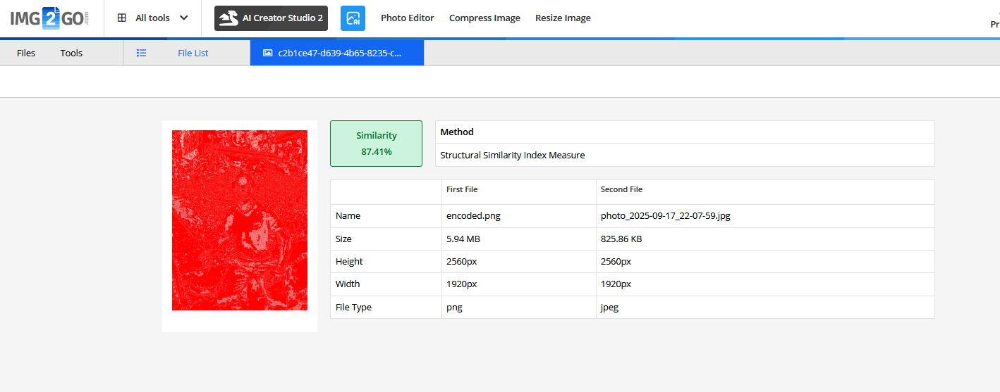 IMG2GO.com
All tools
AI Creator Studio 2
AI
Photo Editor
Compress Image
Resize Image
Pr
Files
Tools
File List
c2b1ce47-d639-4b65-8235-c...
Similarity
87.41%
Method
Structural Similarity Index Measure
First File Second File
Name encoded.png photo_2025-09-17_22-07-59.jpg
Size 5.94 MB 825.86 KB
Height 2560px 2560px
Width 1920px 1920px
File Type png jpeg